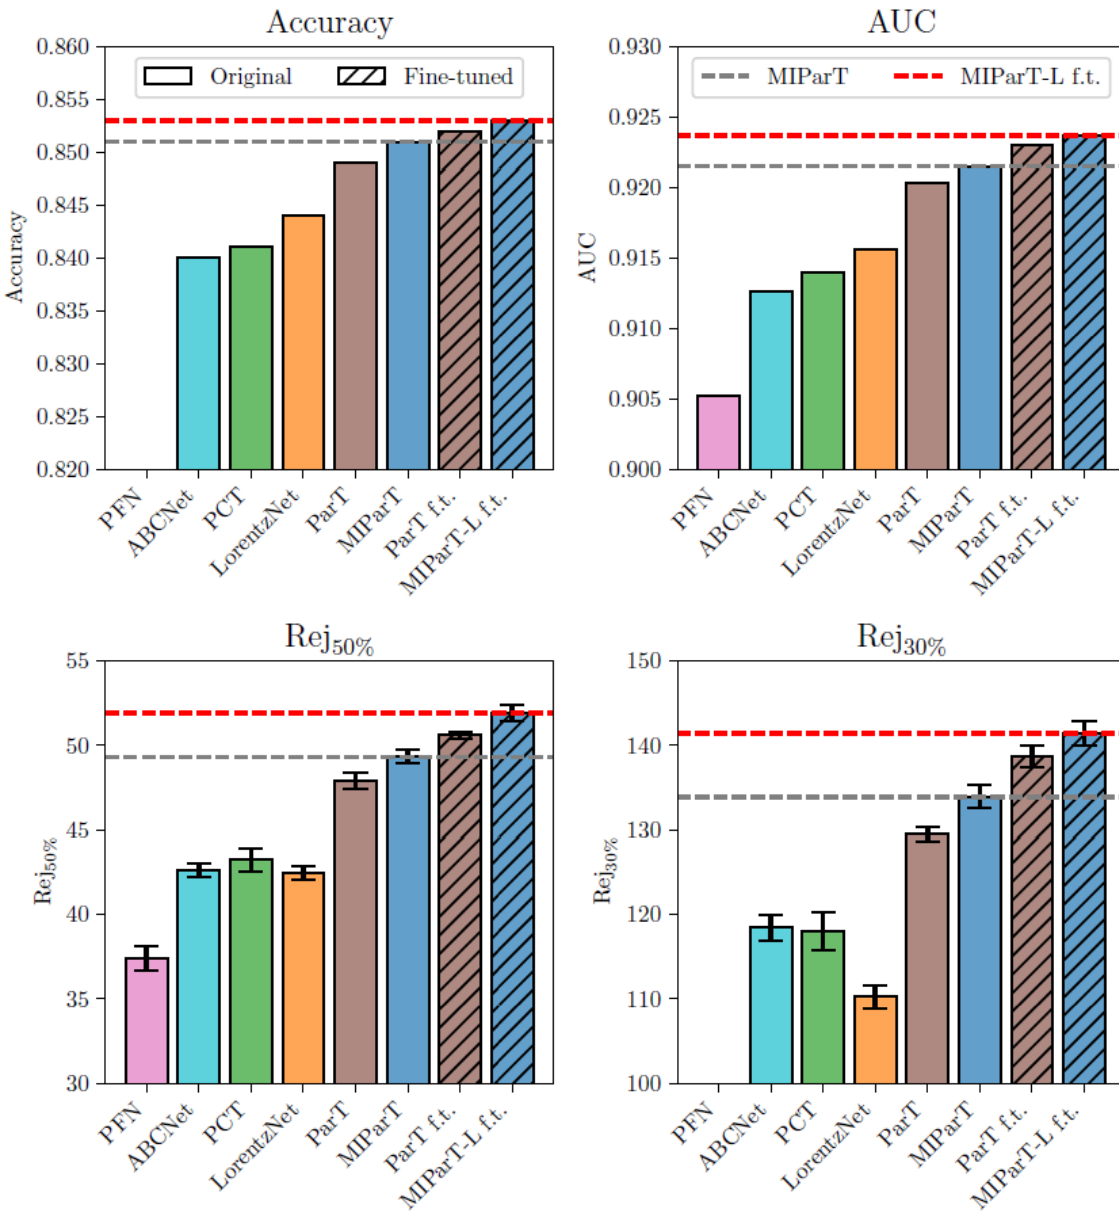 Accuracy
0.860
0.855
0.850
0.845
0.840
0.835
0.830
0.825
0.820
Accuracy
Original
Fine-tuned
PFN
ABCNet
PCT
LorentzNet
ParT
MIParT
ParT f.t.
MIParT-L f.t.
AUC
0.930
0.925
0.920
0.915
0.910
0.905
0.900
AUC
MIParT
MIParT-L f.t.
PFN
ABCNet
PCT
LorentzNet
ParT
MIParT
ParT f.t.
MIParT-L f.t.
Rej50%
55
50
45
40
35
30
Rej50%
PFN
ABCNet
PCT
LorentzNet
ParT
MIParT
ParT f.t.
MIParT-L f.t.
Rej30%
150
140
130
120
110
100
Rej30%
PFN
ABCNet
PCT
LorentzNet
ParT
MIParT
ParT f.t.
MIParT-L f.t.